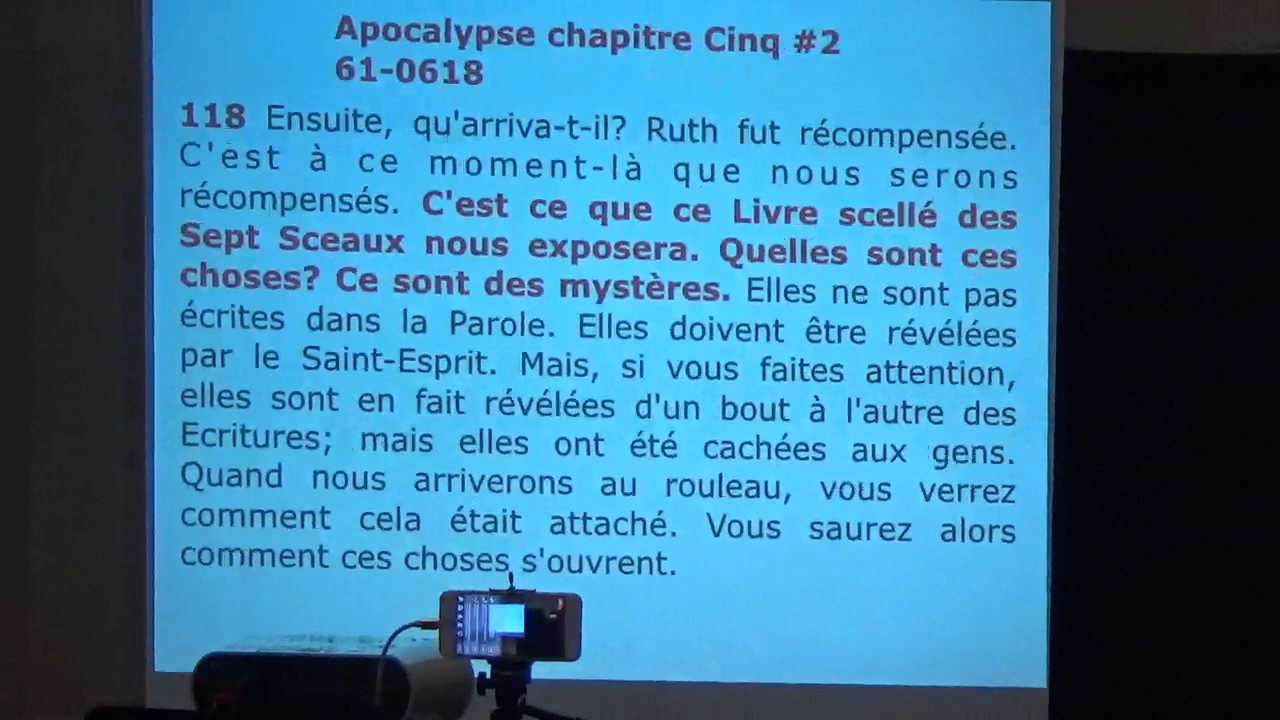 Apocalypse chapitre Cinq #2
61-0618
118 Ensuite, qu'arriva-t-il? Ruth fut récompensée.
C'est à ce moment-là que nous serons
récompensés. C'est ce que ce Livre scellé des
Sept Sceaux nous exposera. Quelles sont ces
choses? Ce sont des mystères. Elles ne sont pas
écrites dans la Parole. Elles doivent être révélées
par le Saint-Esprit. Mais, si vous faites attention,
elles sont en fait révélées d'un bout à l'autre des
Ecritures; mais elles ont été cachées aux gens.
Quand nous arriverons au rouleau, vous verrez
comment cela était attaché. Vous saurez alors
comment ces choses s'ouvrent.